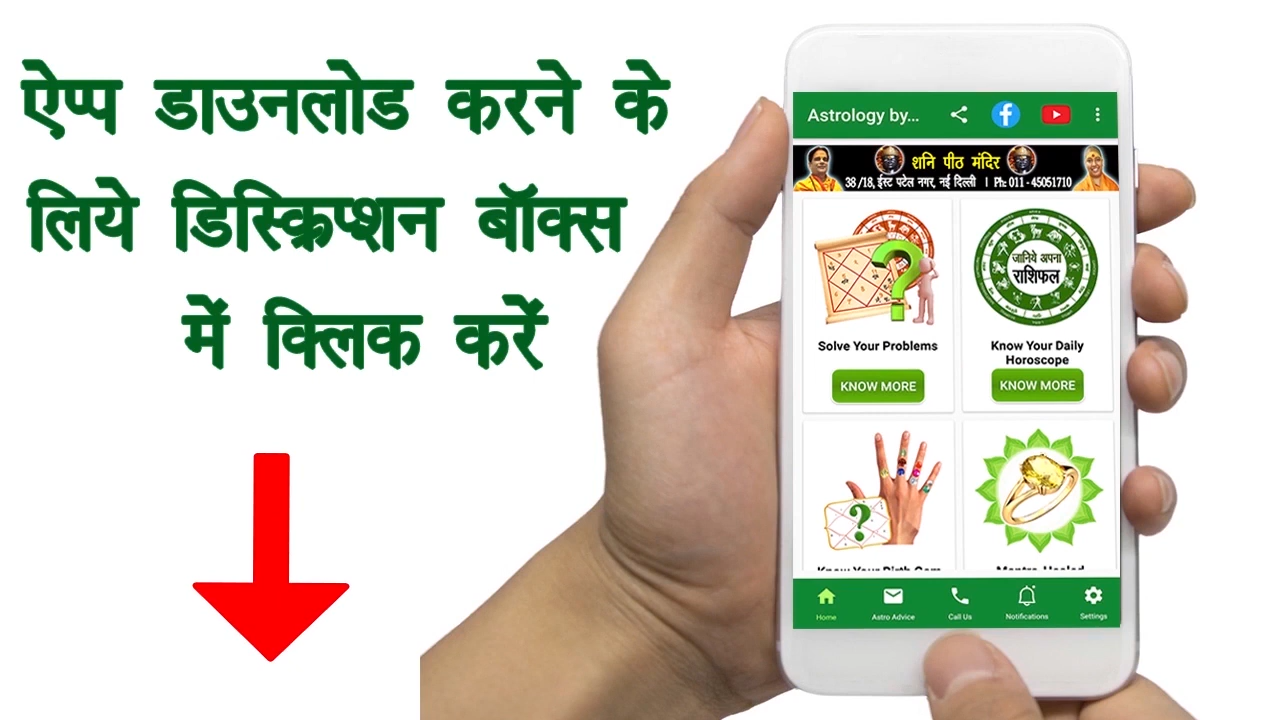 ऐप्प डाउनलोड करने के
लिये डिस्क्रिप्शन बॉक्स
में क्लिक करें
Astrology by...
शनि पीठ मंदिर
38 /18, ईस्ट पटेल नगर, नई दिल्ली । Ph: 011 - 45051710
जानिये अपना
राशिफल
Solve Your Problems
Know Your Daily
Horoscope
KNOW MORE
KNOW MORE
Home
Astro Advice
Call Us
Notifications
Settings